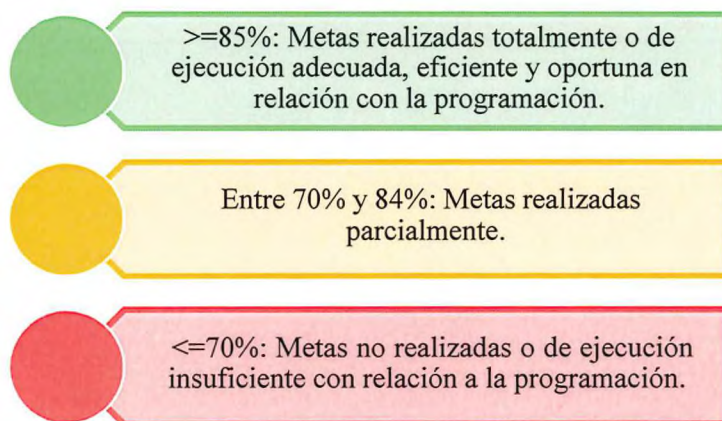 >=85%: Metas realizadas totalmente o de
ejecución adecuada, eficiente y oportuna en
relación con la programación.
Entre 70% y 84%: Metas realizadas
parcialmente.
<=70%: Metas no realizadas o de ejecución
insuficiente con relación a la programación.